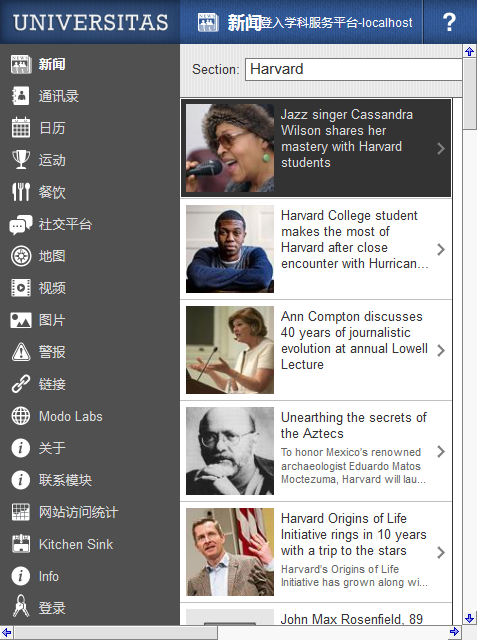 UNIVERSITAS
新闻
登入学科服务平台-localhost
?
新闻
通讯录
日历
运动
餐饮
社交平台
地图
视频
图片
警报
链接
Modo Labs
关于
联系模块
网站访问统计
Kitchen Sink
Info
登录
Section: Harvard
Jazz singer Cassandra
Wilson shares her
mastery with Harvard
students
Harvard College student
makes the most of
Harvard after close
encounter with Hurrican...
Ann Compton discusses
40 years of journalistic
evolution at annual Lowell
Lecture
Unearthing the secrets of
the Aztecs
To honor Mexico's renowned
archaeologist Eduardo Matos
Moctezuma, Harvard will lau...
Harvard Origins of Life
Initiative rings in 10 years
with a trip to the stars
Harvard's Origins of Life
Initiative has grown along wi...
John Max Rosenfield, 89